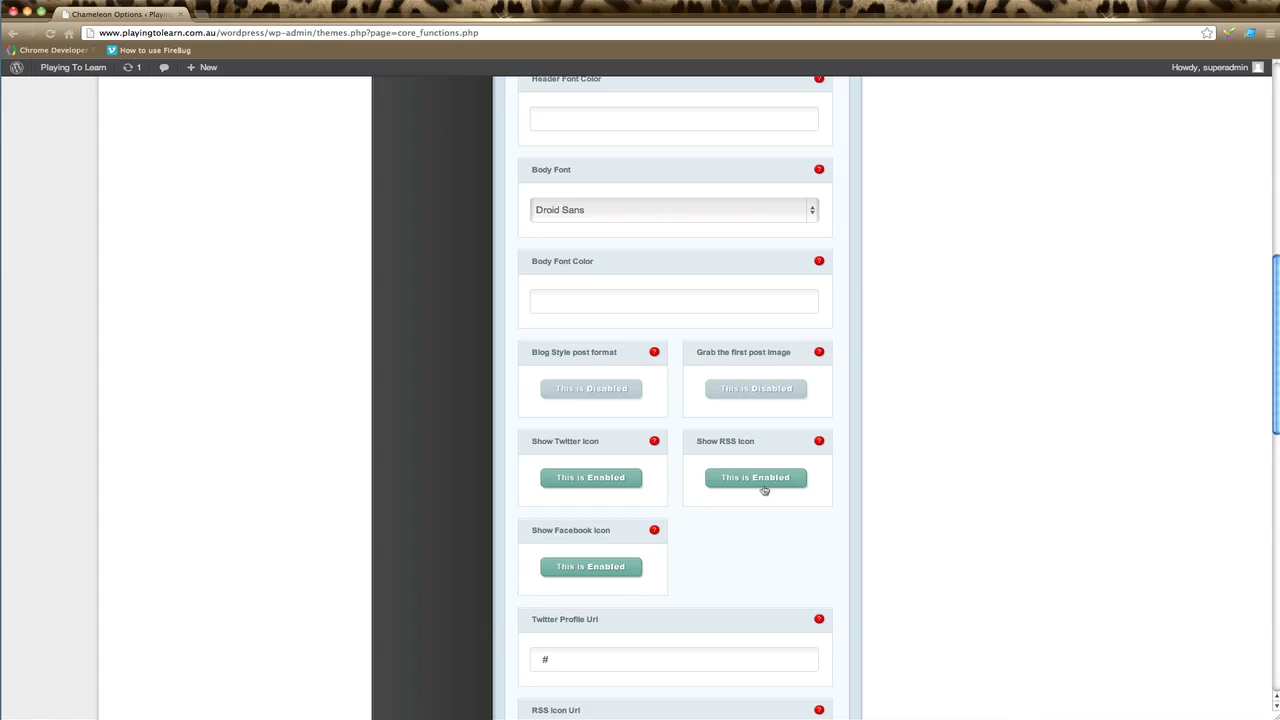 Chameleon Options ‹ Playin
www.playingtolearn.com.au/wordpress/wp-admin/themes.php?page=core_functions.php
Chrome Developer
How to use FireBug
Playing To Learn
1
New
Howdy, superadmin
Header Font Color
?
Body Font
?
Droid Sans
Body Font Color
?
Blog Style post format
?
Grab the first post image
?
This is Disabled
This is Disabled
Show Twitter Icon
?
Show RSS Icon
?
This is Enabled
This is Enabled
Show Facebook Icon
?
This is Enabled
Twitter Profile Url
?
#
RSS Icon Url
?